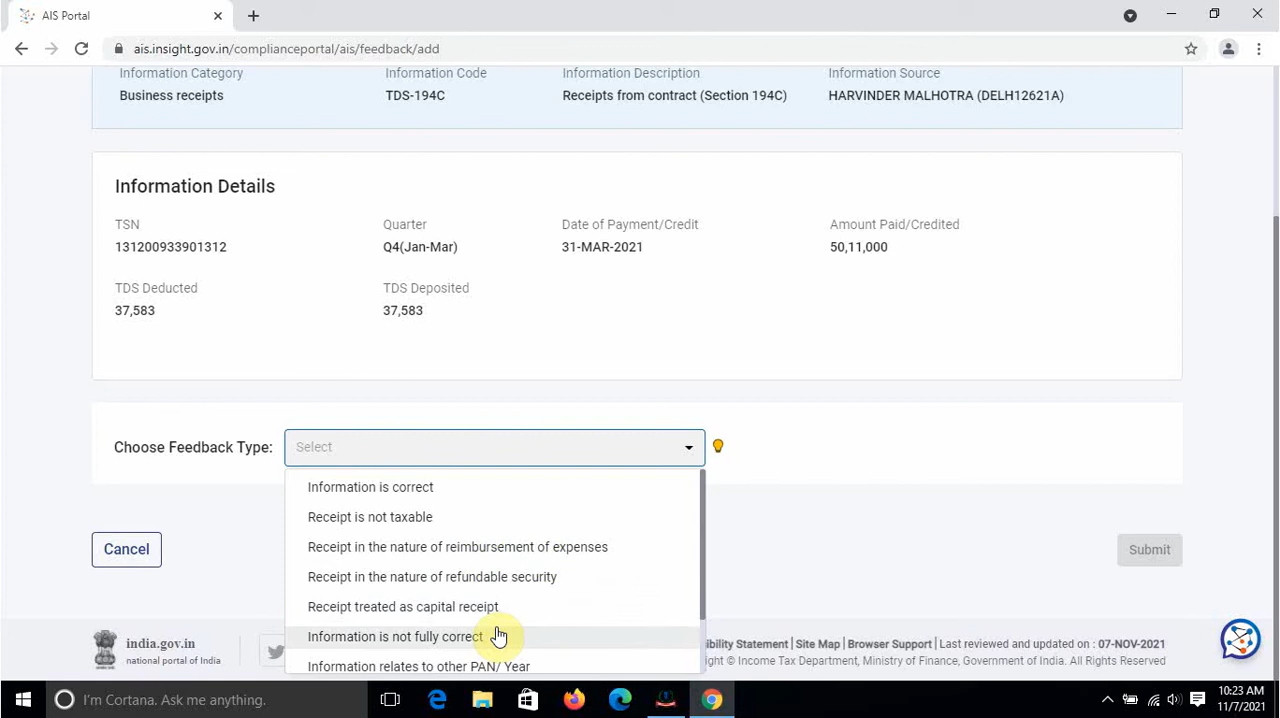 AIS Portal
ais.insight.gov.in/complianceportal/ais/feedback/add
Information Category Information Code Information Description Information Source
Business receipts TDS-194C Receipts from contract (Section 194C) HARVINDER MALHOTRA (DELH12621A)
Information Details
TSN Quarter Date of Payment/Credit Amount Paid/Credited
131200933901312 Q4(Jan-Mar) 31-MAR-2021 50,11,000
TDS Deducted TDS Deposited
37,583 37,583
Choose Feedback Type: Select
Information is correct
Receipt is not taxable
Receipt in the nature of reimbursement of expenses
Cancel Submit
Receipt in the nature of refundable security
Receipt treated as capital receipt
Information is not fully correct
Information relates to other PAN/ Year
india.gov.in
national portal of India
bility Statement | Site Map | Browser Support | Last reviewed and updated on : 07-NOV-2021
ght © Income Tax Department, Ministry of Finance, Government of India. All Rights Reserved
I'm Cortana. Ask me anything.
10:23 AM
11/7/2021